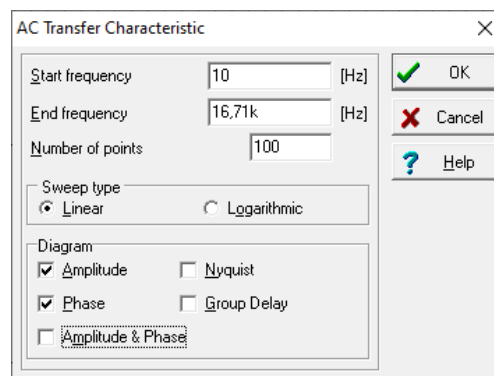 AC Transfer Characteristic
Start frequency 10 [Hz] OK
End frequency 16,71k [Hz] Cancel
Number of points 100
? Help
Sweep type
Linear Logarithmic
Diagram
Amplitude Nyquist
Phase Group Delay
Amplitude & Phase